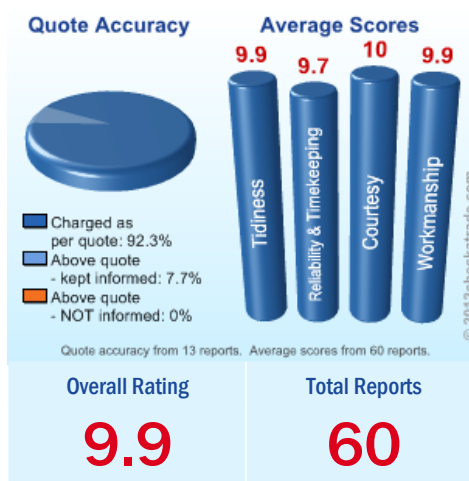 Quote Accuracy
Average Scores
9.9
9.7
10
9.9
Tidiness
Reliability & Timekeeping
Courtesy
Workmanship
Charged as
per quote: 92.3%
Above quote
- kept informed: 7.7%
Above quote
- NOT informed: 0%
Quote accuracy from 13 reports. Average scores from 60 reports.
Overall Rating
9.9
Total Reports
60